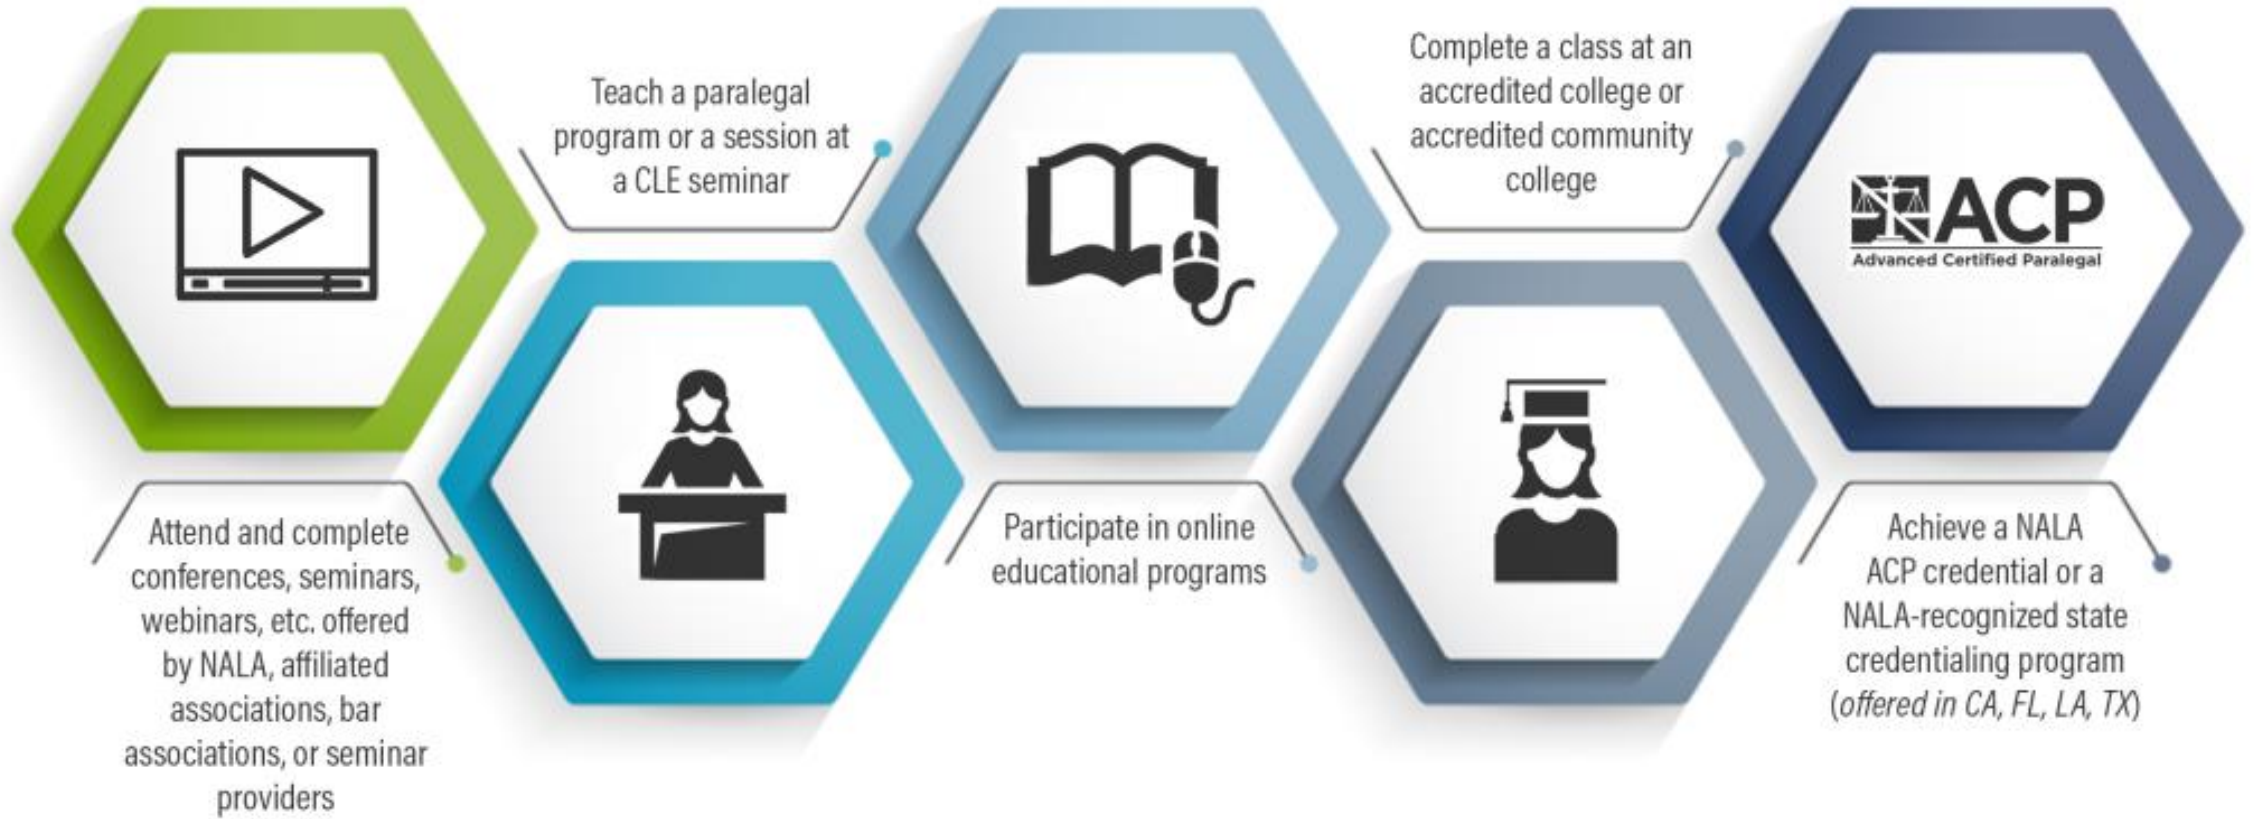 Attend and complete
conferences, seminars,
webinars, etc. offered
by NALA, affiliated
associations, bar
associations, or seminar
providers
Teach a paralegal
program or a session at
a CLE seminar
Participate in online
educational programs
Complete a class at an
accredited college or
accredited community
college
ACP
Advanced Certified Paralegal
Achieve a NALA
ACP credential or a
NALA-recognized state
credentialing program
(offered in CA, FL, LA, TX)